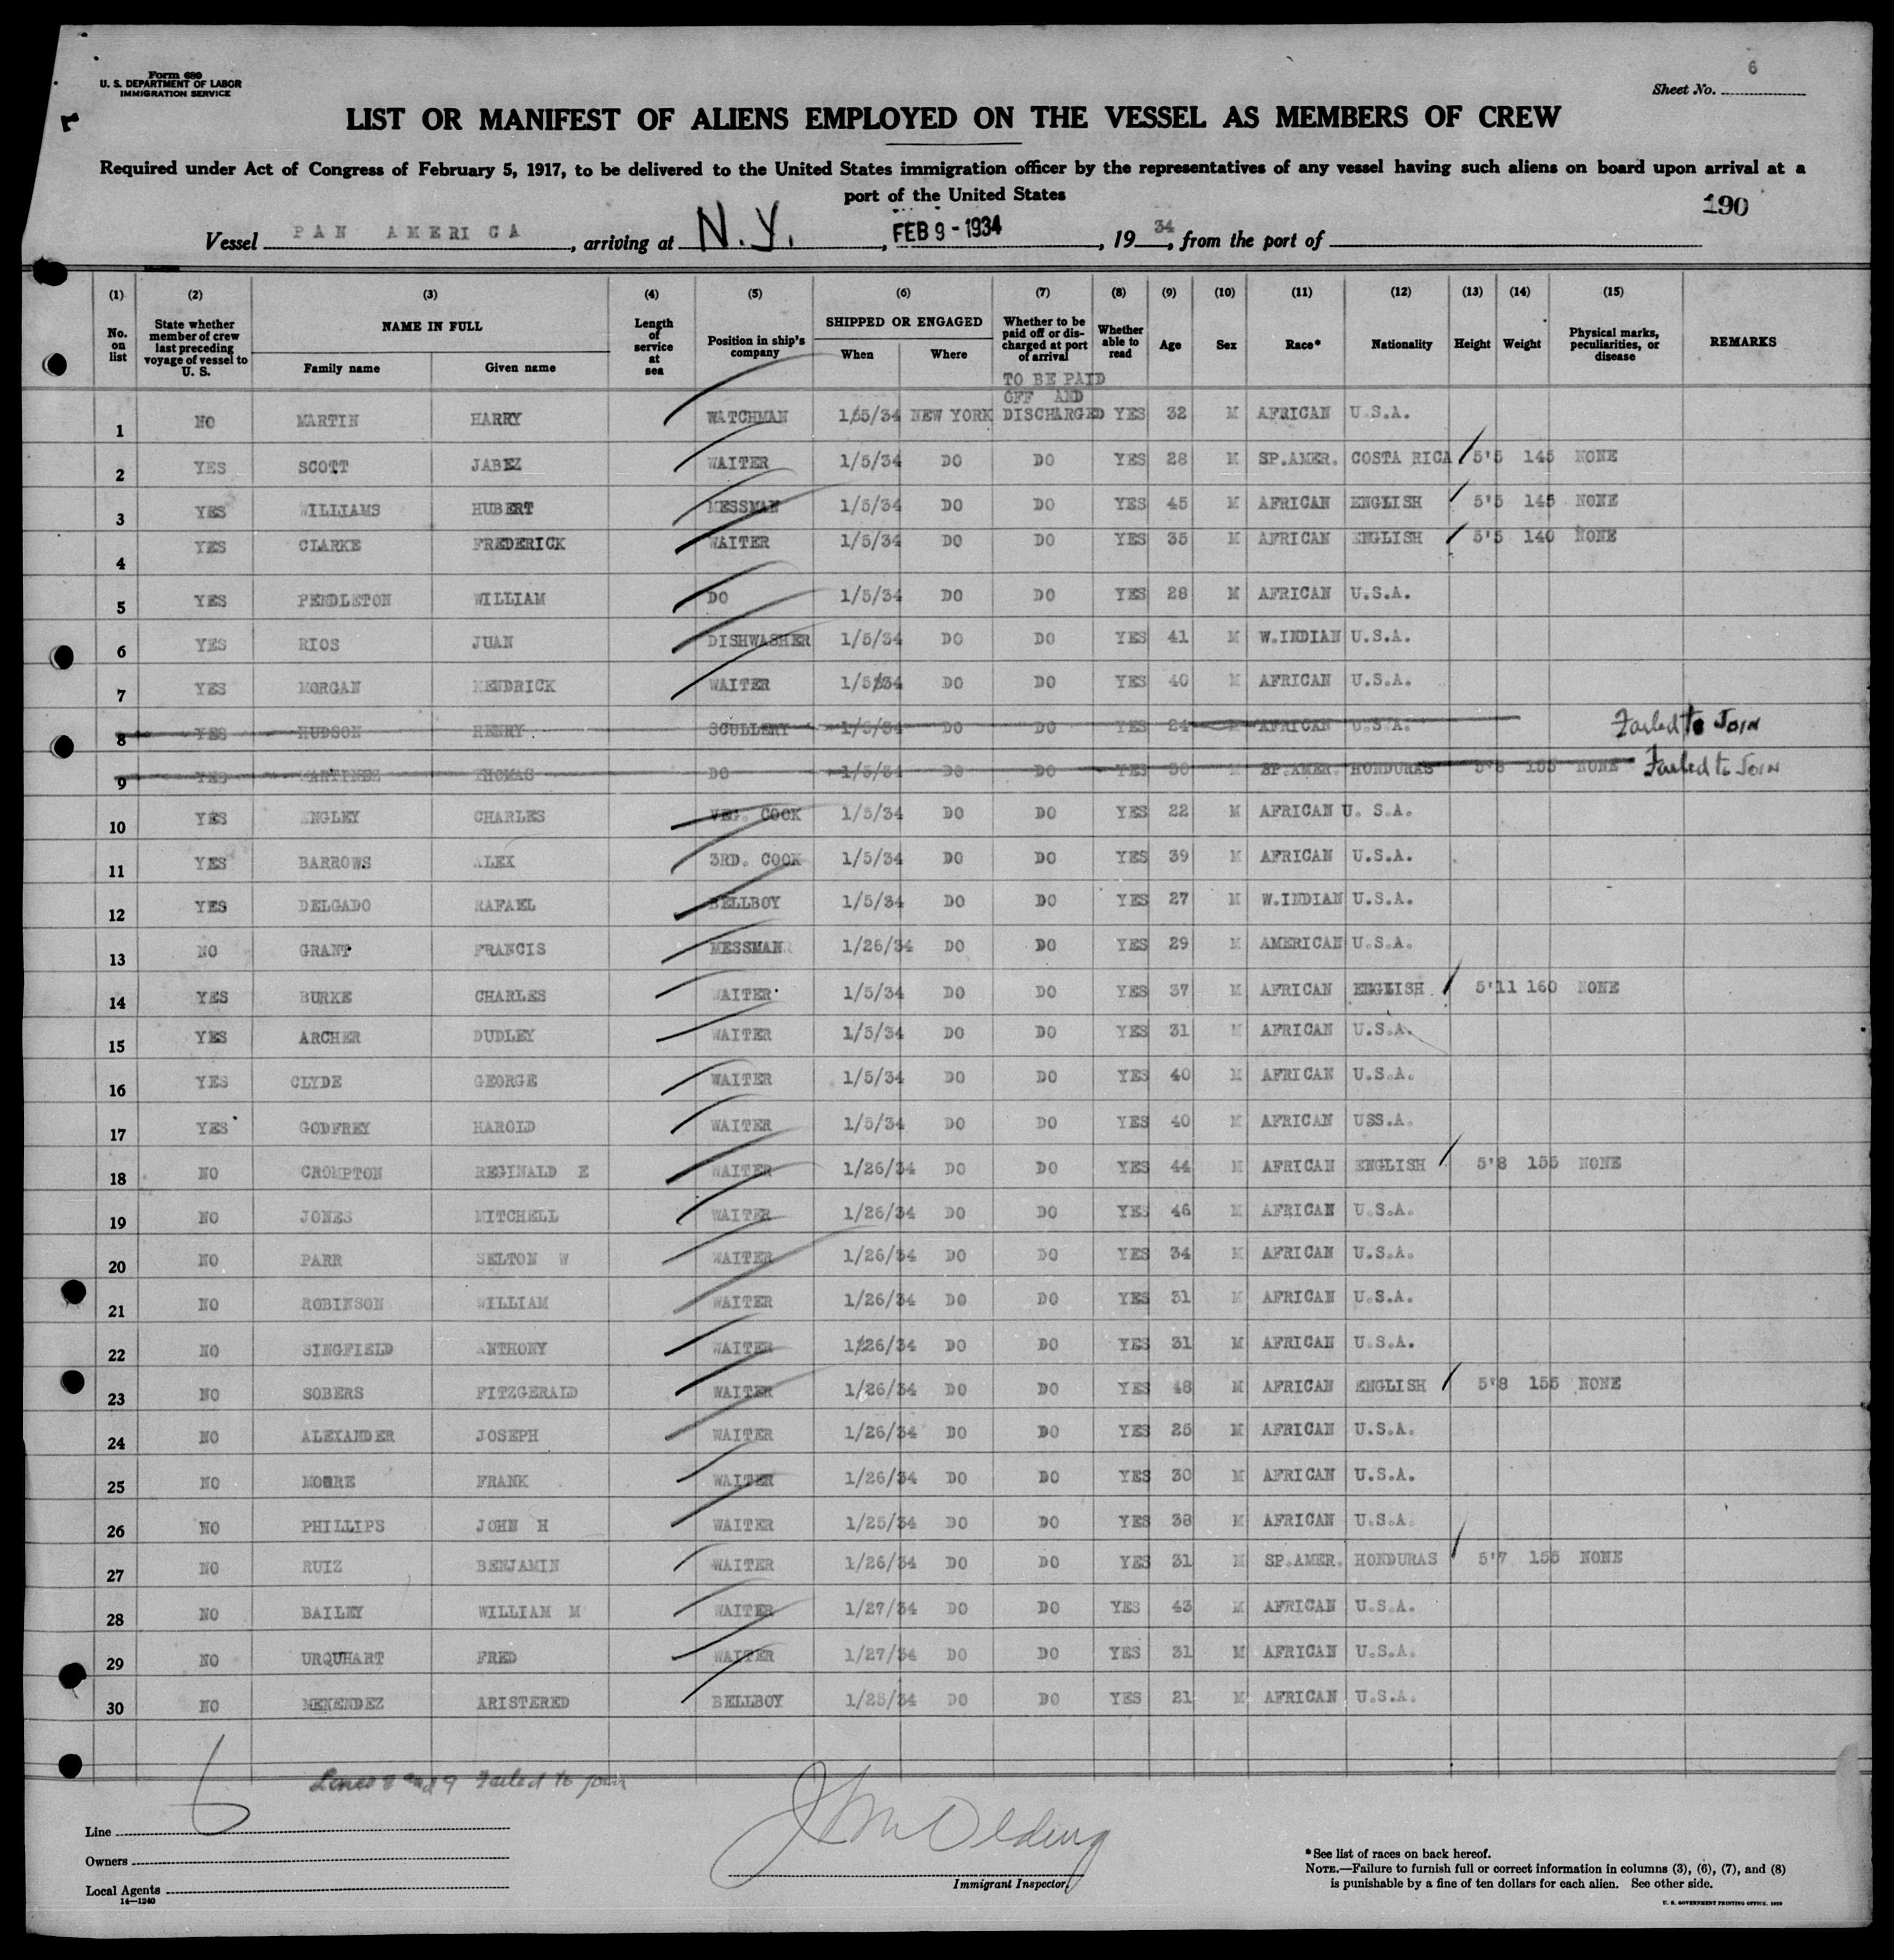 Form 680
U. S. DEPARTMENT OF LABOR
IMMIGRATION SERVICE
Sheet No. 6
LIST OR MANIFEST OF ALIENS EMPLOYED ON THE VESSEL AS MEMBERS OF CREW
Required under Act of Congress of February 5, 1917, to be delivered to the United States immigration officer by the representatives of any vessel having such aliens on board upon arrival at a
port of the United States
190
Vessel PAN AMERICA, arriving at N.Y., FEB 9 - 1934, 1934, from the port of
(1) (2) (3) (4) (5) (6) (7) (8) (9) (10) (11) (12) (13) (14) (15)
No. on list State whether member of crew last preceding voyage of vessel to U. S. NAME IN FULL Family name Given name Length of service at sea Position in ship's company SHIPPED OR ENGAGED When Where Whether to be paid off or discharged at port of arrival Whether able to read Age Sex Race* Nationality Height Weight Physical marks, peculiarities, or disease REMARKS
TO BE PAID
OFF AND
1 NO MARTIN HARRY WATCHMAN 1/5/34 NEW YORK DISCHARGED YES 32 M AFRICAN U.S.A.
2 YES SCOTT JABEZ WAITER 1/5/34 DO DO YES 28 M SP.AMER. COSTA RICA 5'5 145 NONE
3 YES WILLIAMS HUBERT MESSMAN 1/5/34 DO DO YES 45 M AFRICAN ENGLISH 5'5 145 NONE
4 YES CLARKE FREDERICK WAITER 1/5/34 DO DO YES 35 M AFRICAN ENGLISH 5'5 140 NONE
5 YES PENDLETON WILLIAM DO 1/5/34 DO DO YES 28 M AFRICAN U.S.A.
6 YES RIOS JUAN DISHWASHER 1/5/34 DO DO YES 41 M W.INDIAN U.S.A.
7 YES MORGAN KENDRICK WAITER 1/5/34 DO DO YES 40 M AFRICAN U.S.A.
8 YES HUDSON HENRY SCULLERY 1/5/34 DO DO YES 24 M AFRICAN U.S.A. Failed to Join
9 YES MARTINEZ THOMAS DO 1/5/34 DO DO YES M SP.AMER. HONDURAS 5'8 155 NONE Failed to Join
10 YES ENGLEY CHARLES VEG. COOK 1/5/34 DO DO YES 22 M AFRICAN U. S.A.
11 YES BARROWS ALEX 3RD. COOK 1/5/34 DO DO YES 39 M AFRICAN U.S.A.
12 YES DELGADO RAFAEL BELLBOY 1/5/34 DO DO YES 27 M W.INDIAN U.S.A.
13 NO GRANT FRANCIS MESSMAN 1/26/34 DO DO YES 29 M AMERICAN U.S.A.
14 YES BURKE CHARLES WAITER 1/5/34 DO DO YES 37 M AFRICAN ENGLISH 5'11 160 NONE
15 YES ARCHER DUDLEY WAITER 1/5/34 DO DO YES 31 M AFRICAN U.S.A.
16 YES CLYDE GEORGE WAITER 1/5/34 DO DO YES 40 M AFRICAN U.S.A.
17 YES GODFREY HAROLD WAITER 1/5/34 DO DO YES 40 M AFRICAN USS.A.
18 NO CROMPTON REGINALD E WAITER 1/26/34 DO DO YES 44 M AFRICAN ENGLISH 5'8 155 NONE
19 NO JONES MITCHELL WAITER 1/26/34 DO DO YES 46 M AFRICAN U.S.A.
20 NO PARR SELTON W WAITER 1/26/34 DO DO YES 34 M AFRICAN U.S.A.
21 NO ROBINSON WILLIAM WAITER 1/26/34 DO DO YES 31 M AFRICAN U.S.A.
22 NO SINGFIELD ANTHONY WAITER 1/26/34 DO DO YES 31 M AFRICAN U.S.A.
23 NO SOBERS FITZGERALD WAITER 1/26/34 DO DO YES 48 M AFRICAN ENGLISH 5'8 155 NONE
24 NO ALEXANDER JOSEPH WAITER 1/26/34 DO DO YES 25 M AFRICAN U.S.A.
25 NO MOORE FRANK WAITER 1/26/34 DO DO YES 30 M AFRICAN U.S.A.
26 NO PHILLIPS JOHN H WAITER 1/25/34 DO DO YES 38 M AFRICAN U.S.A.
27 NO RUIZ BENJAMIN WAITER 1/26/34 DO DO YES 31 M SP.AMER. HONDURAS 5'7 155 NONE
28 NO BAILEY WILLIAM M WAITER 1/27/34 DO DO YES 43 M AFRICAN U.S.A.
29 NO URQUHART FRED WAITER 1/27/34 DO DO YES 31 M AFRICAN U.S.A.
30 NO MENENDEZ ARISTERED BELLBOY 1/25/34 DO DO YES 21 M AFRICAN U.S.A.
6
Lines 8 and 9 Failed to join
Line
Owners
Local Agents
14—1240
Immigrant Inspector.
*See list of races on back hereof.
NOTE.—Failure to furnish full or correct information in columns (3), (6), (7), and (8)
is punishable by a fine of ten dollars for each alien. See other side.